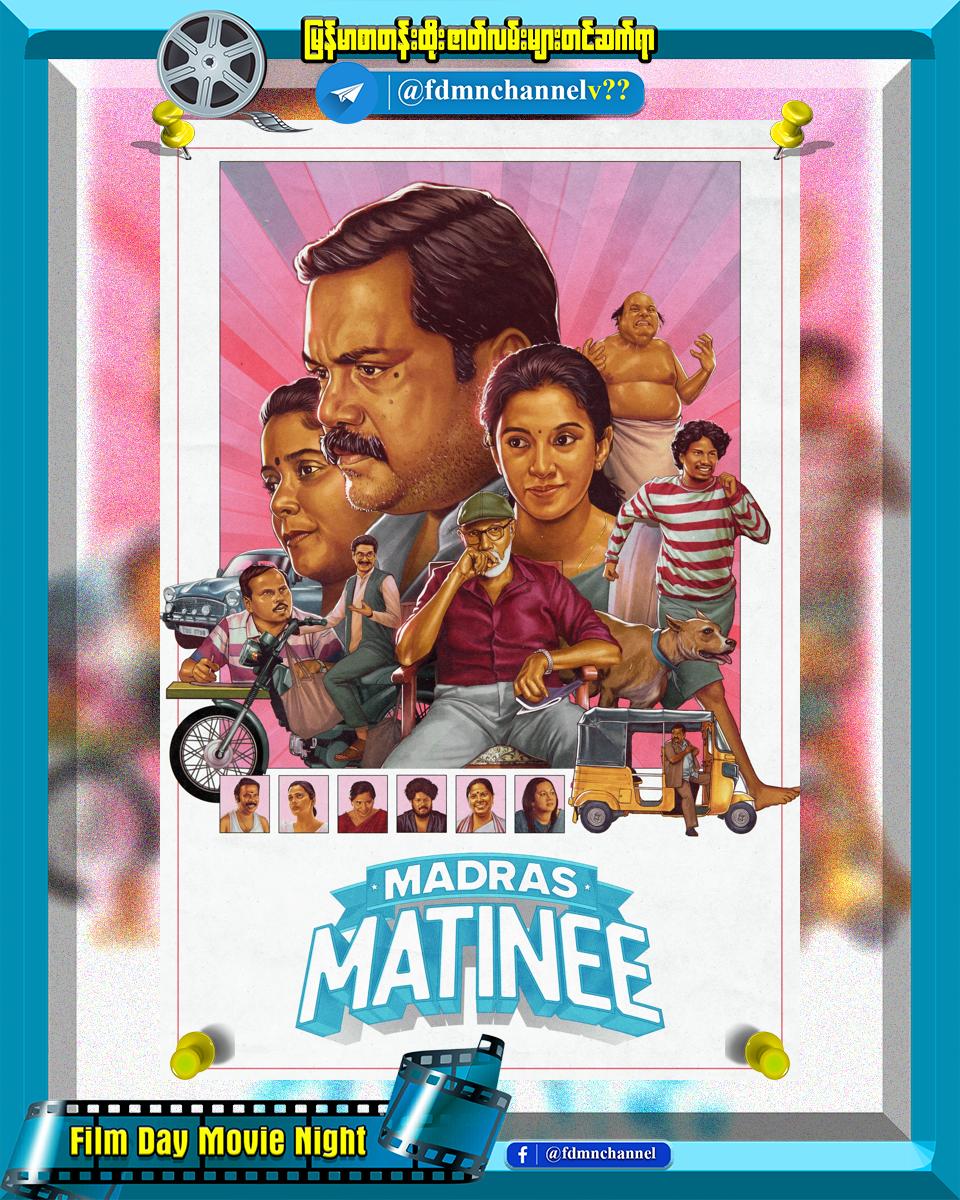 မြန်မာစာတန်းထိုးဇာတ်လမ်းများတင်ဆက်ရာ
@fdmnchannelv??
MADRAS
MATINEE
Film Day Movie Night
f @fdmnchannel